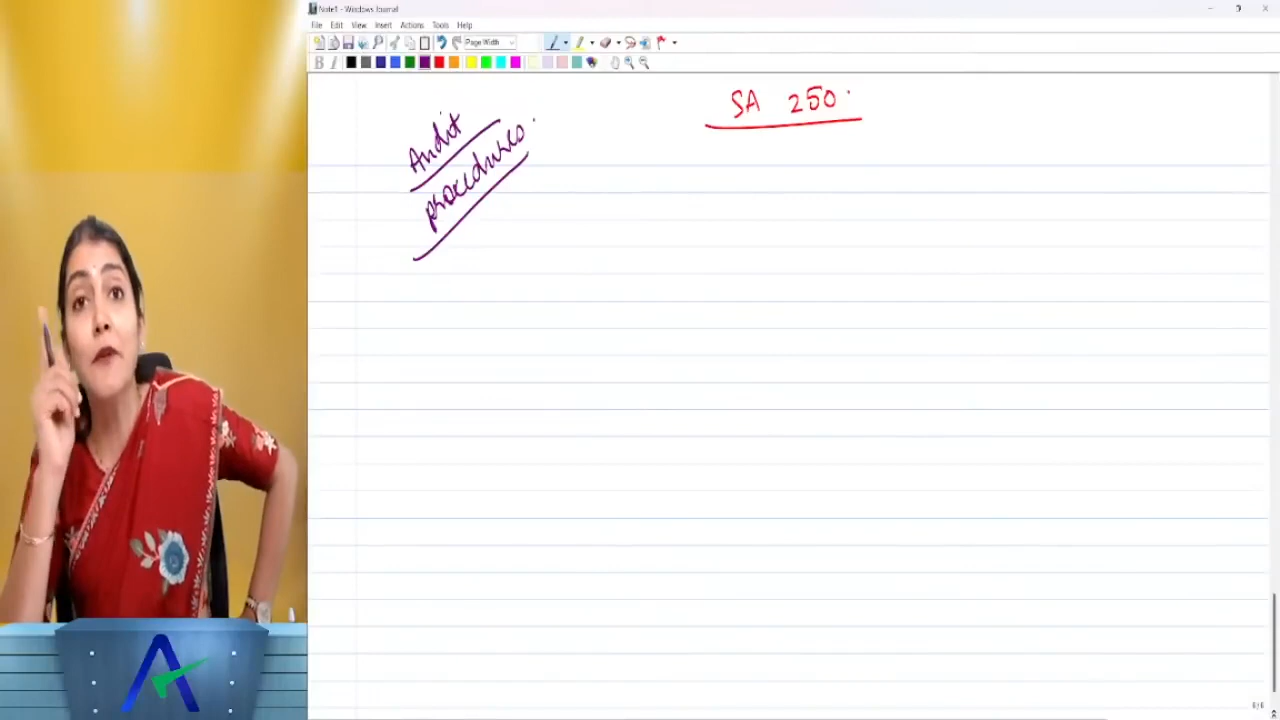 Note1 - Windows Journal
File Edit View Insert Actions Tools Help
Page Width
B I
SA 250.
Audit
procedures.